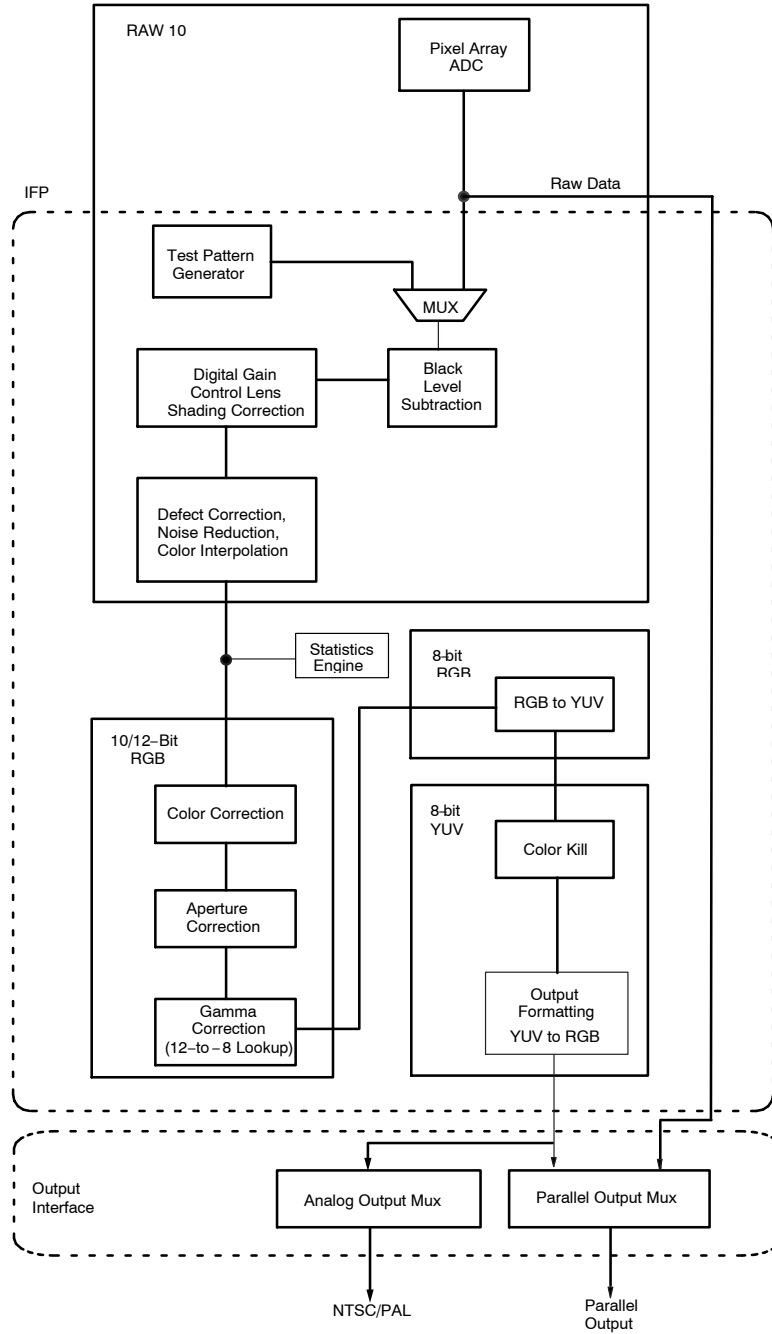 RAW 10
Pixel Array
ADC
IFP
Raw Data
Test Pattern
Generator
MUX
Digital Gain
Control Lens
Shading Correction
Black
Level
Subtraction
Defect Correction,
Noise Reduction,
Color Interpolation
Statistics
Engine
8-bit
RGB
RGB to YUV
10/12-Bit
RGB
8-bit
YUV
Color Correction
Color Kill
Aperture
Correction
Output
Formatting
YUV to RGB
Gamma
Correction
(12-to-8 Lookup)
Output
Interface
Analog Output Mux
Parallel Output Mux
NTSC/PAL
Parallel
Output